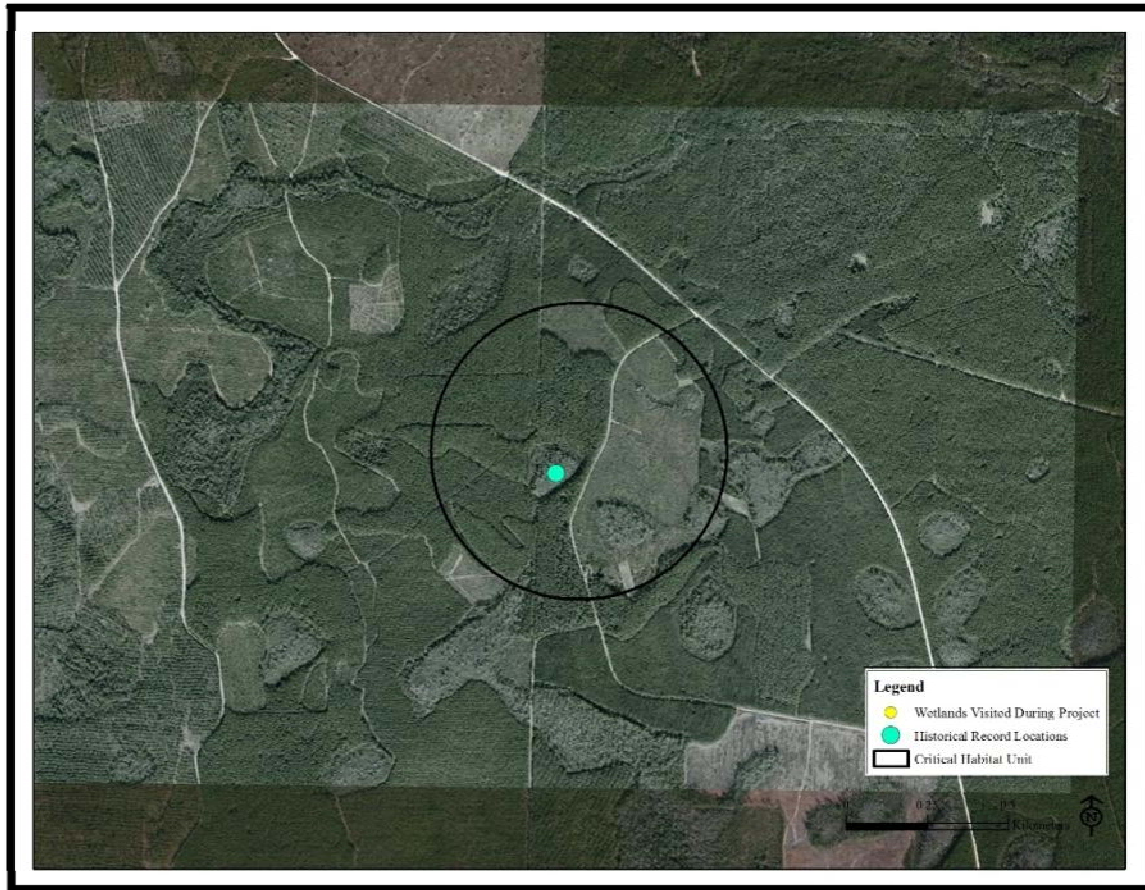 Legend
Wetlands Visited During Project
Historical Record Locations
Critical Habitat Unit
0 0.25 0.5
Kilometers
N